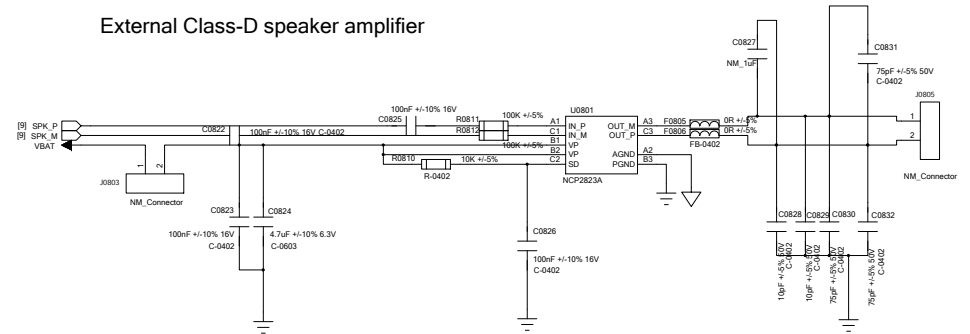 External Class-D speaker amplifier
[9] SPK_P
[9] SPK_M
VBAT
1
2
J0803
NM_Connector
C0822
100nF +/-10% 16V C-0402
100nF +/-10% 16V
C0825
R0811
R0812
100K +/-5%
100K +/-5%
R0810
10K +/-5%
R-0402
C0823
100nF +/-10% 16V
C-0402
C0824
4.7uF +/-10% 6.3V
C-0603
C0826
100nF +/-10% 16V
C-0402
U0801
A1 IN_P OUT_M A3
C1 IN_M OUT_P C3
B1 VP
B2 VP AGND A2
C2 SD PGND B3
NCP2823A
F0805 0R +/-5%
F0806 0R +/-5%
FB-0402
C0827
NM_1uF
C0831
75pF +/-5% 50V
C-0402
J0805
1
2
NM_Connector
C0828
10pF +/-5% 50V
C-0402
C0829
10pF +/-5% 50V
C-0402
C0830
75pF +/-5% 50V
C-0402
C0832
75pF +/-5% 50V
C-0402